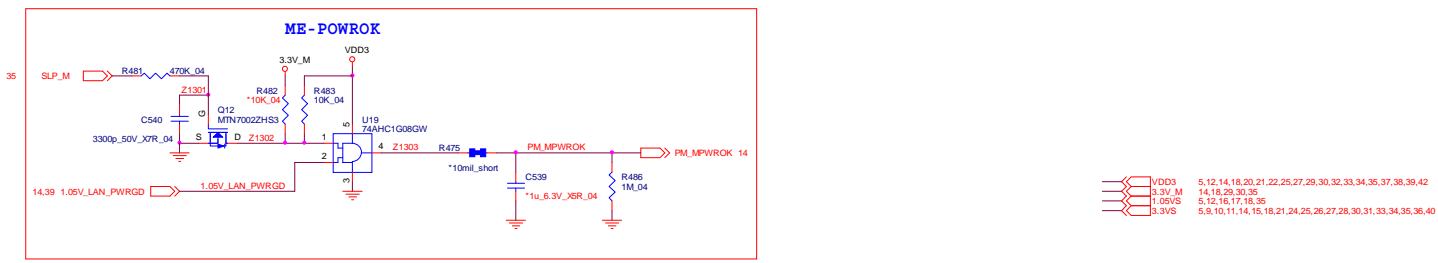 ME-POWROK
VDD3
3.3V_M
35 SLP_M R481 470K_04
Z1301
R482
*10K_04
R483
10K_04
C540
3300p_50V_X7R_04
G
Q12
MTN7002ZHS3
S D Z1302
U19
74AHC1G08GW
5
1
2
4
3
Z1303
R475
*10mil_short
PM_MPWROK
PM_MPWROK 14
C539
*1u_6.3V_X5R_04
R486
1M_04
14,39 1.05V_LAN_PWRGD
1.05V_LAN_PWRGD
VDD3 5,12,14,18,20,21,22,25,27,29,30,32,33,34,35,37,38,39,42
3.3V_M 14,18,29,30,35
1.05VS 5,12,16,17,18,35
3.3VS 5,9,10,11,14,15,18,21,24,25,26,27,28,30,31,33,34,35,36,40